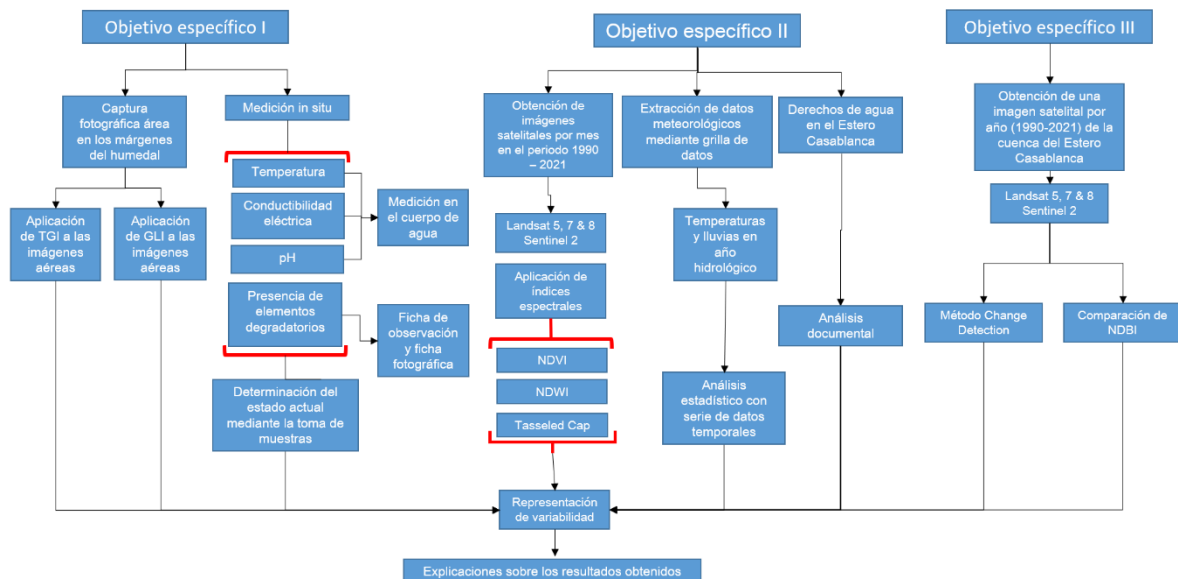 Objetivo específico I
Objetivo específico II
Objetivo específico III
Captura
fotográfica área
en los márgenes
del humedal
Medición in situ
Obtención de
imágenes
satelitales por mes
en el periodo 1990
– 2021
Extracción de datos
meteorológicos
mediante grilla de
datos
Derechos de agua
en el Estero
Casablanca
Obtención de una
imagen satelital por
año (1990-2021) de la
cuenca del Estero
Casablanca
Temperatura
Conductibilidad
eléctrica
pH
Medición en
el cuerpo de
agua
Aplicación
de TGI a las
imágenes
aéreas
Aplicación
de GLI a las
imágenes
aéreas
Landsat 5, 7 & 8
Sentinel 2
Temperaturas
y lluvias en
año
hidrológico
Landsat 5, 7 & 8
Sentinel 2
Aplicación de
índices
espectrales
Presencia de
elementos
degradatorios
Ficha de
observación
y ficha
fotográfica
Análisis
documental
Método Change
Detection
Comparación de
NDBI
NDVI
NDWI
Tasseled Cap
Determinación del
estado actual
mediante la toma de
muestras
Análisis
estadístico con
serie de datos
temporales
Representación
de variabilidad
Explicaciones sobre los resultados obtenidos